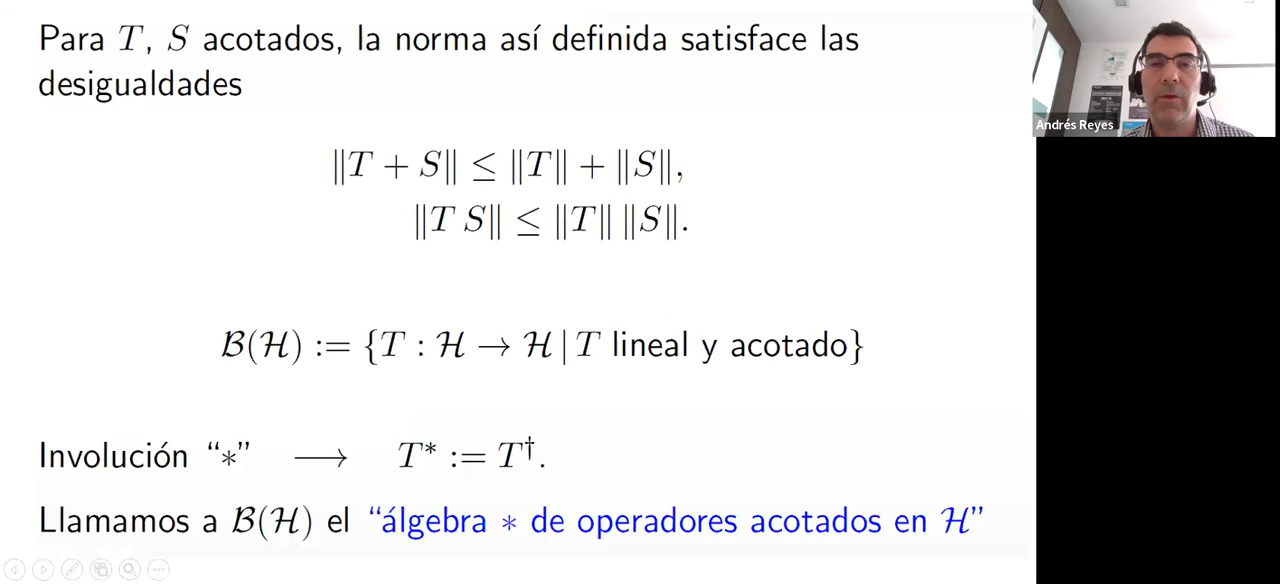 Para T, S acotados, la norma así definida satisface las
desigualdades
‖T + S‖ ≤ ‖T‖ + ‖S‖,
‖T S‖ ≤ ‖T‖ ‖S‖.
ℬ(ℋ) := {T : ℋ → ℋ | T lineal y acotado}
Involución “∗” ⟶ T* := T†.
Llamamos a ℬ(ℋ) el “álgebra ∗ de operadores acotados en ℋ”
Andrés Reyes